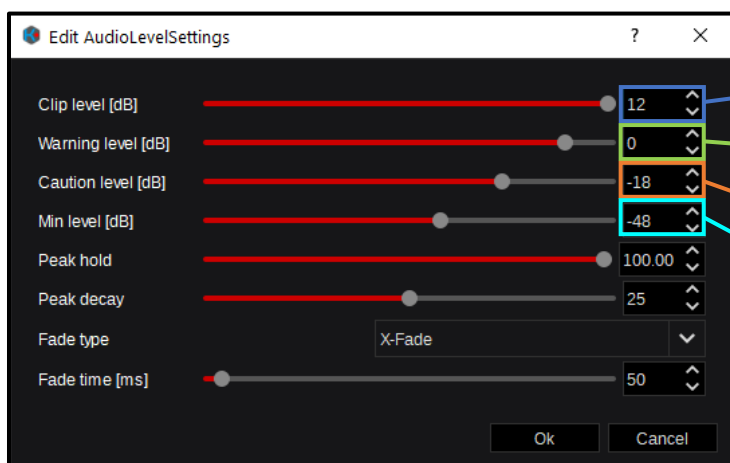 Edit AudioLevelSettings ?
Clip level [dB] 12
Warning level [dB] 0
Caution level [dB] -18
Min level [dB] -48
Peak hold 100.00
Peak decay 25
Fade type X-Fade
Fade time [ms] 50
Ok Cancel